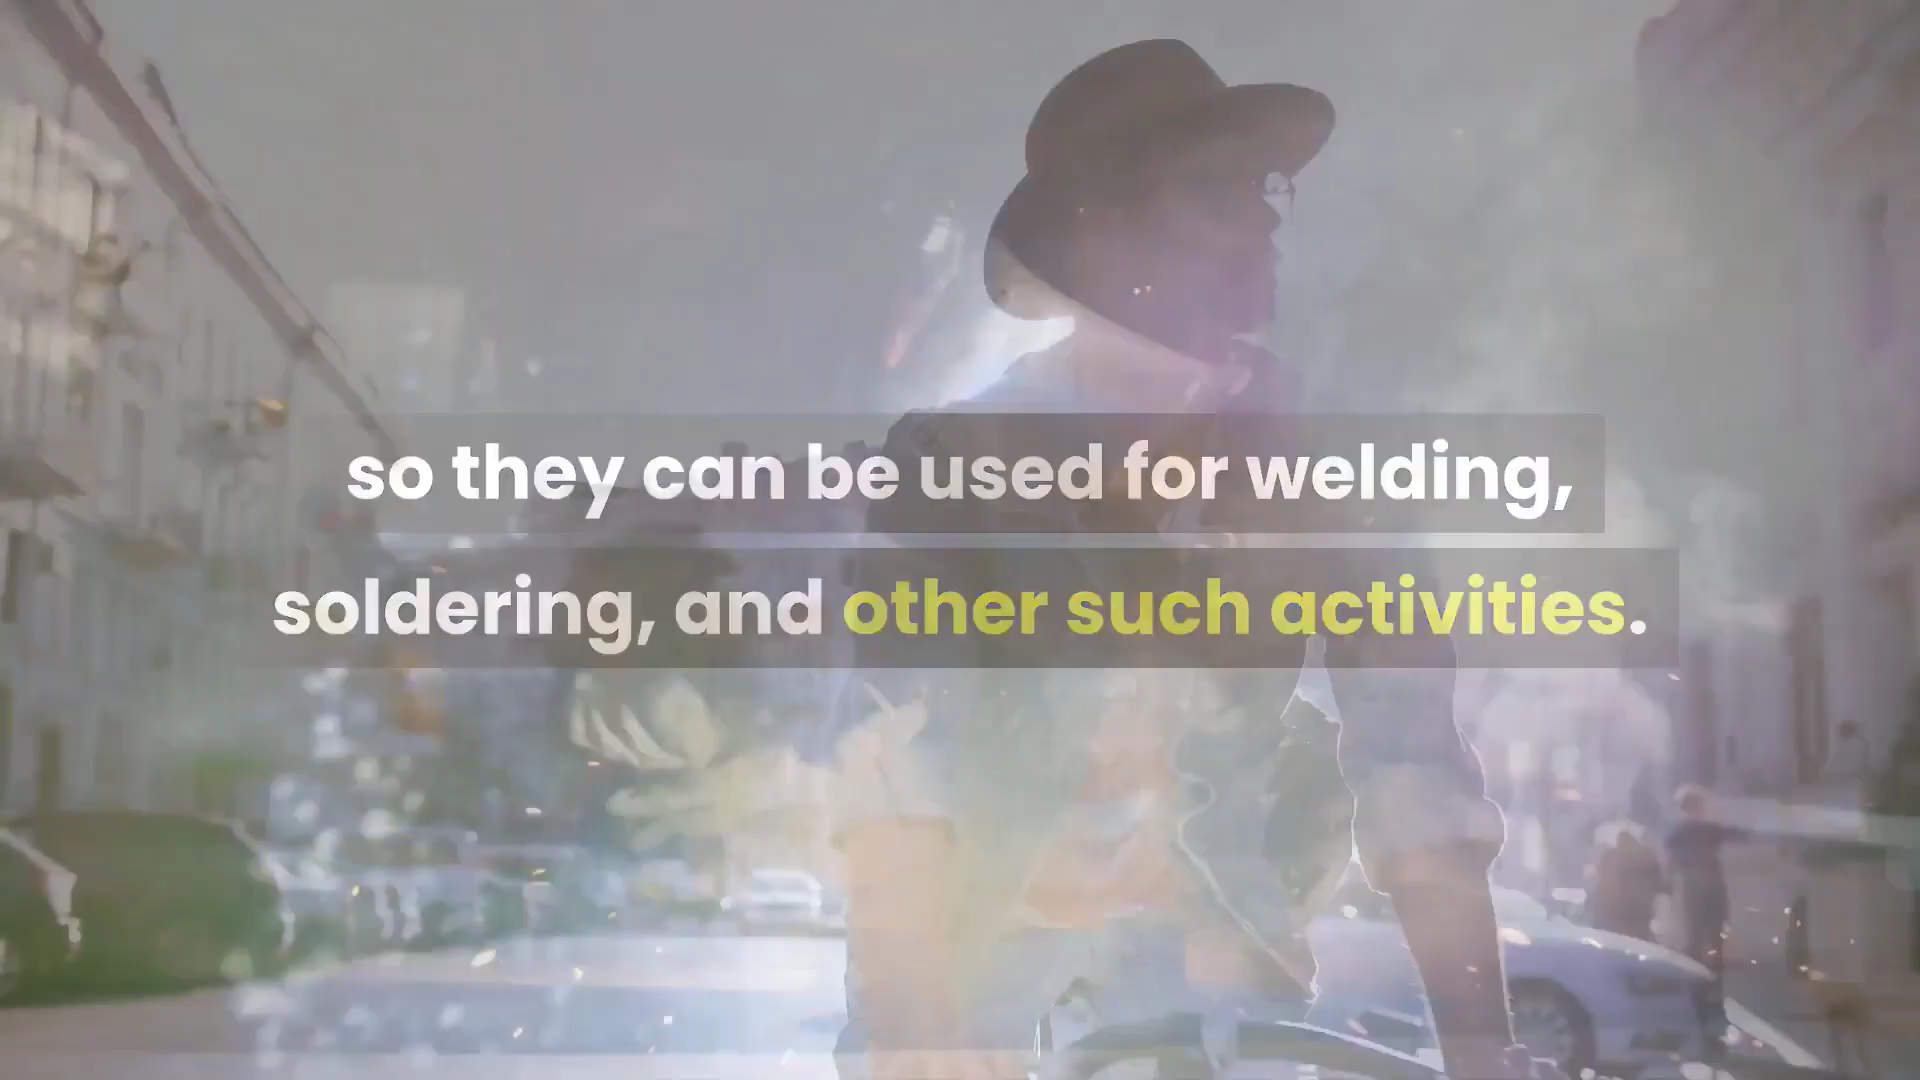 so they can be used for welding,
soldering, and other such activities.